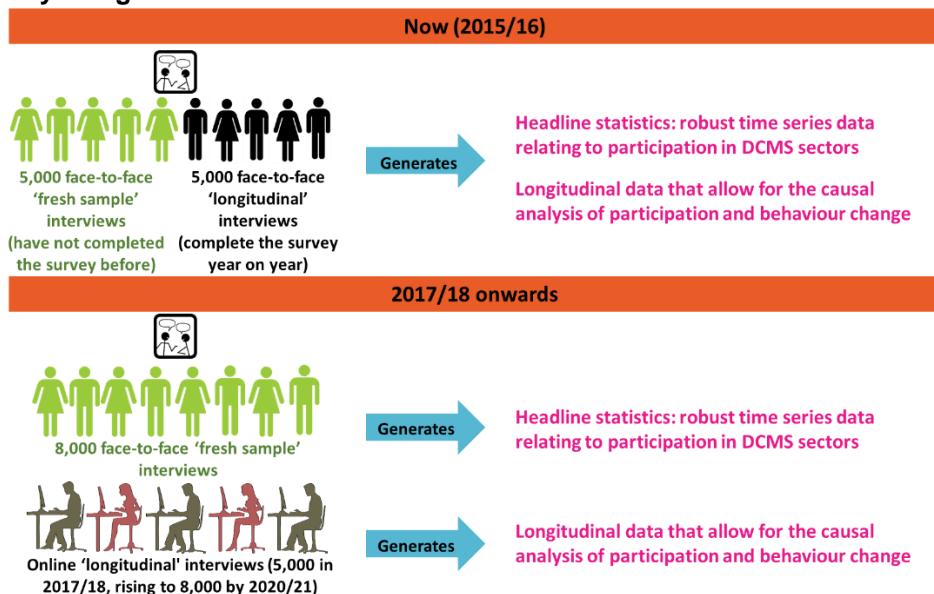 Now (2015/16)
5,000 face-to-face
‘fresh sample’
interviews
(have not completed
the survey before)
5,000 face-to-face
‘longitudinal’
interviews
(complete the survey
year on year)
Generates
Headline statistics: robust time series data
relating to participation in DCMS sectors
Longitudinal data that allow for the causal
analysis of participation and behaviour change
2017/18 onwards
8,000 face-to-face ‘fresh sample’
interviews
Generates
Headline statistics: robust time series data
relating to participation in DCMS sectors
Online ‘longitudinal' interviews (5,000 in
2017/18, rising to 8,000 by 2020/21)
Generates
Longitudinal data that allow for the causal
analysis of participation and behaviour change